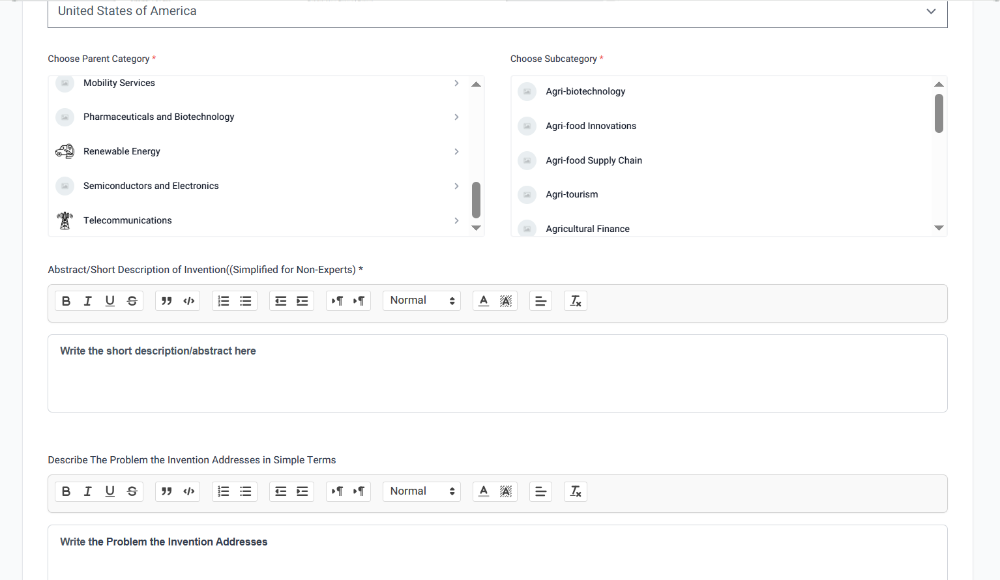 United States of America
Choose Parent Category *
Choose Subcategory *
Mobility Services
Pharmaceuticals and Biotechnology
Renewable Energy
Semiconductors and Electronics
Telecommunications
Agri-biotechnology
Agri-food Innovations
Agri-food Supply Chain
Agri-tourism
Agricultural Finance
Abstract/Short Description of Invention((Simplified for Non-Experts) *
Normal
Write the short description/abstract here
Describe The Problem the Invention Addresses in Simple Terms
Normal
Write the Problem the Invention Addresses